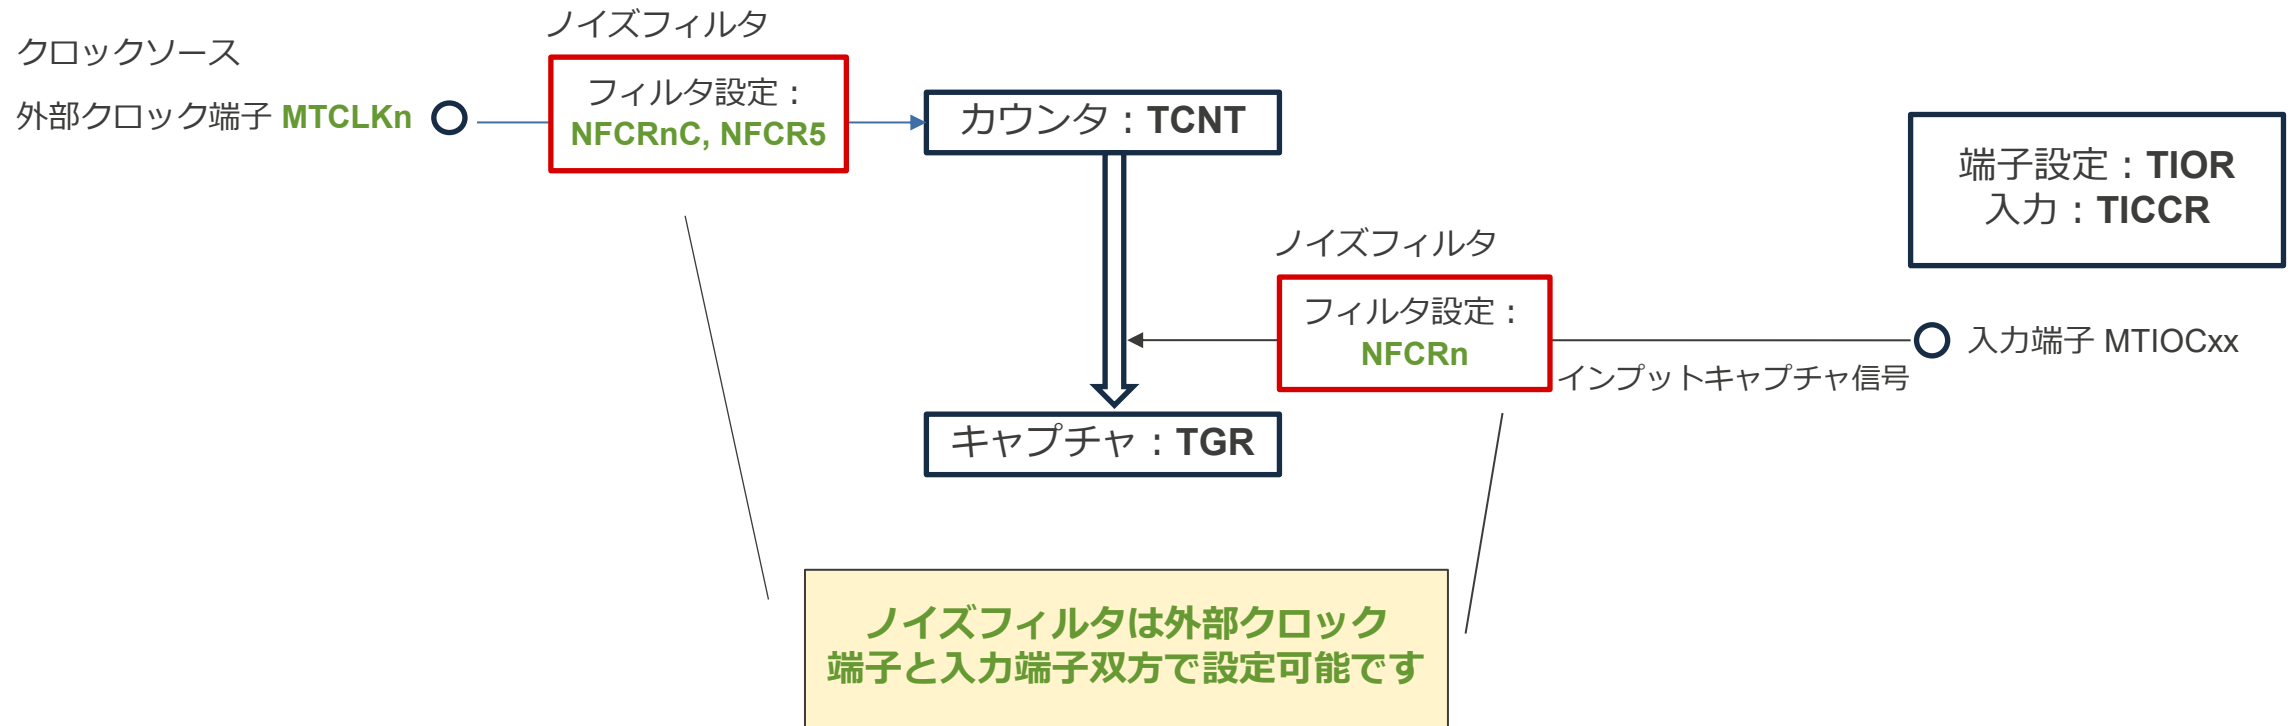 クロックソース
外部クロック端子 MTCLKn
ノイズフィルタ
フィルタ設定：
NFCRnC, NFCR5
カウンタ：TCNT
端子設定：TIOR
入力：TICCR
ノイズフィルタ
フィルタ設定：
NFCRn
インプットキャプチャ信号
入力端子 MTIOCxx
キャプチャ：TGR
ノイズフィルタは外部クロック
端子と入力端子双方で設定可能です